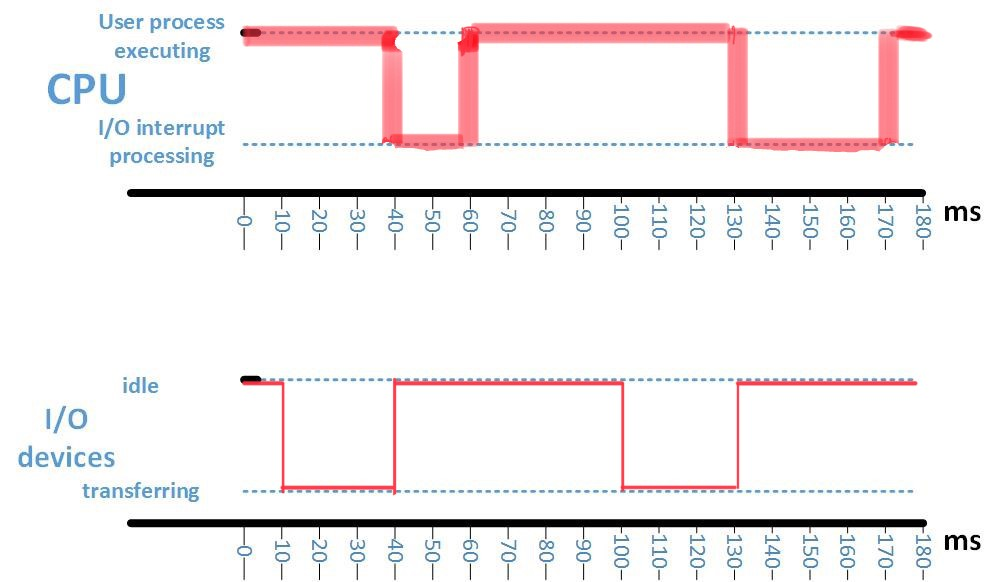 User process
executing
CPU
I/O interrupt
processing
0 10 20 30 40 50 60 70 80 90 100 110 120 130 140 150 160 170 180 ms
idle
I/O
devices
transferring
0 10 20 30 40 50 60 70 80 90 100 110 120 130 140 150 160 170 180 ms